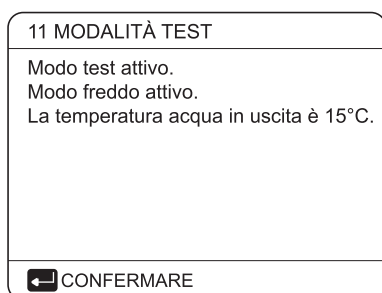 11 MODALITÀ TEST
Modo test attivo.
Modo freddo attivo.
La temperatura acqua in uscita è 15°C.
CONFERMARE